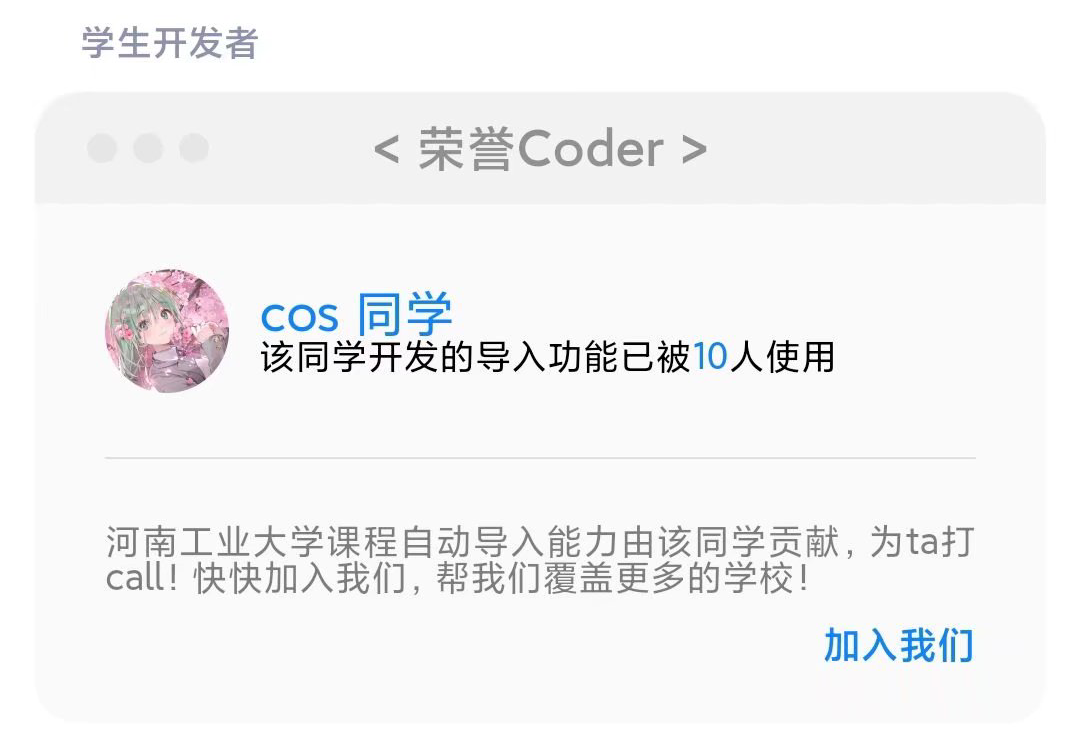 学生开发者
< 荣誉Coder >
cos 同学
该同学开发的导入功能已被10人使用
河南工业大学课程自动导入能力由该同学贡献，为ta打
call！快快加入我们，帮我们覆盖更多的学校！
加入我们